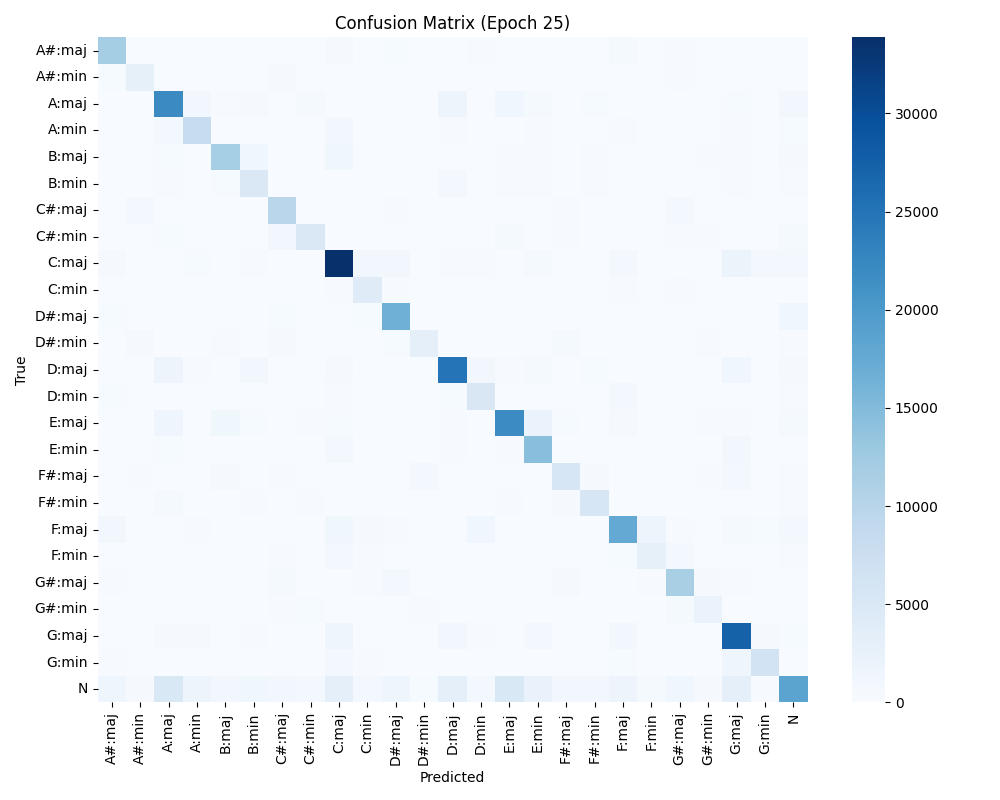 Confusion Matrix (Epoch 25)
True
A#:maj
A#:min
A:maj
A:min
B:maj
B:min
C#:maj
C#:min
C:maj
C:min
D#:maj
D#:min
D:maj
D:min
E:maj
E:min
F#:maj
F#:min
F:maj
F:min
G#:maj
G#:min
G:maj
G:min
N
A#:maj
A#:min
A:maj
A:min
B:maj
B:min
C#:maj
C#:min
C:maj
C:min
D#:maj
D#:min
D:maj
D:min
E:maj
E:min
F#:maj
F#:min
F:maj
F:min
G#:maj
G#:min
G:maj
G:min
N
Predicted
30000
25000
20000
15000
10000
5000
0